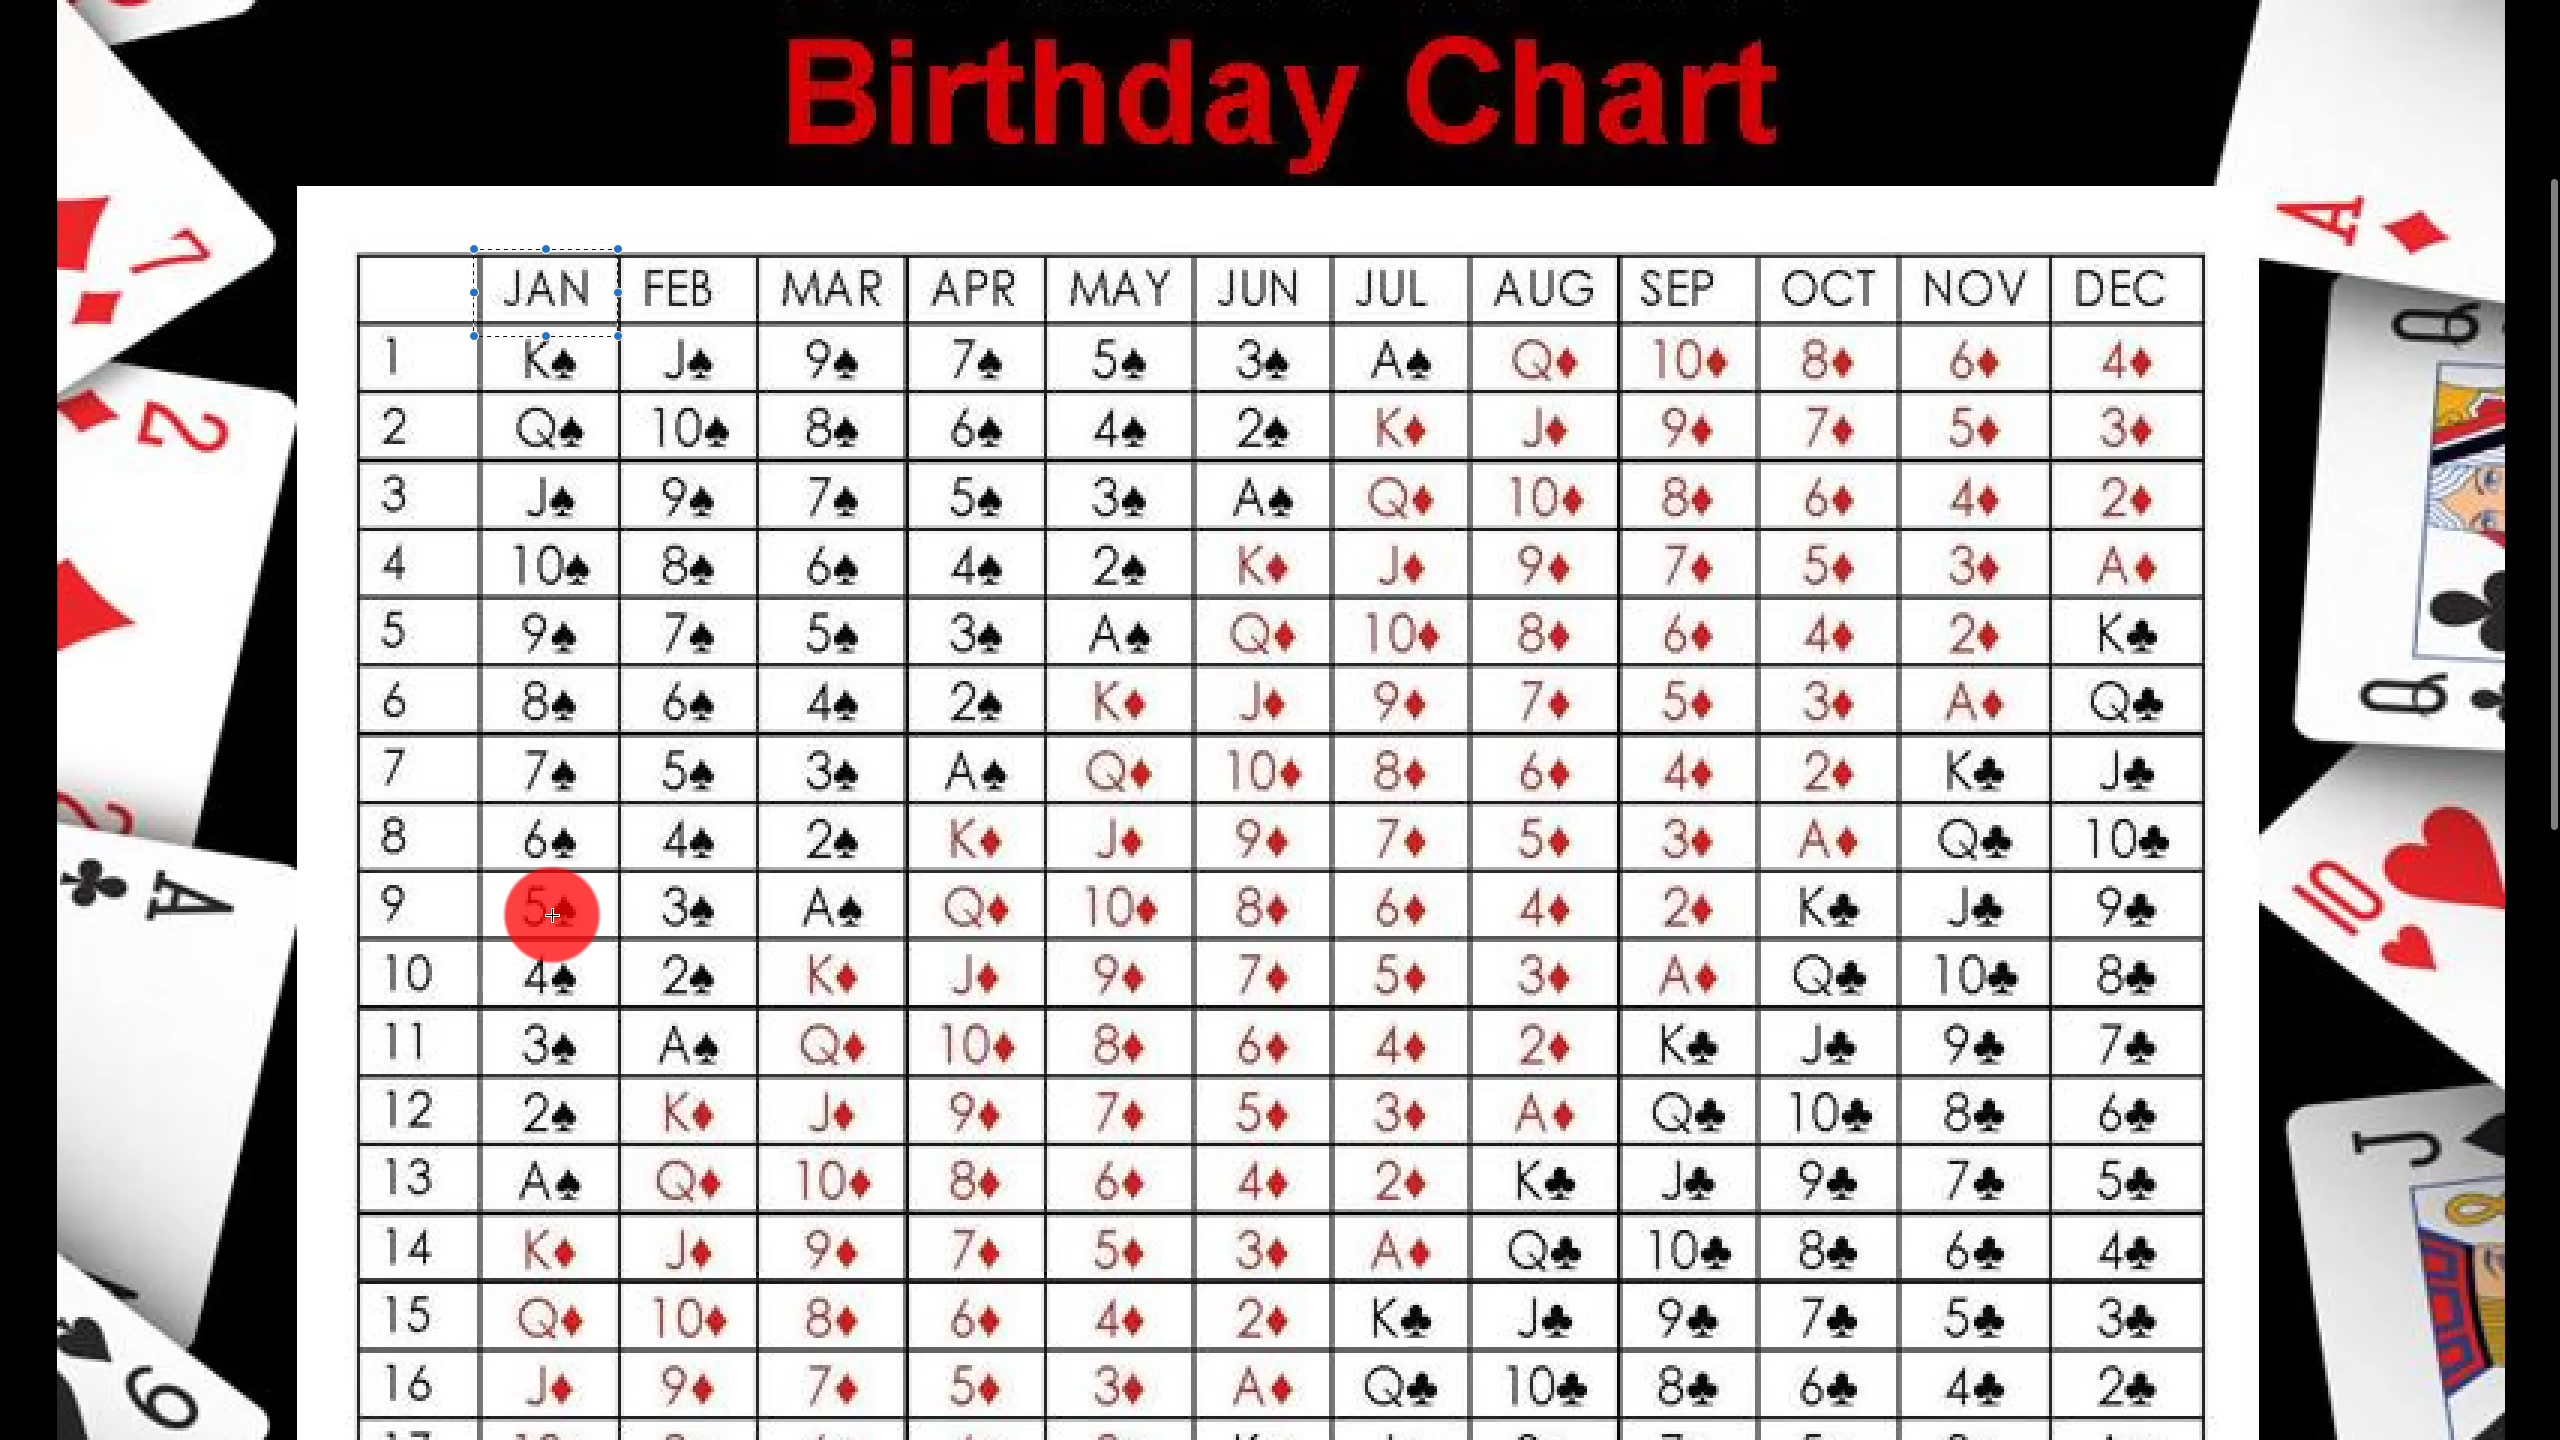 Birthday Chart
JAN FEB MAR APR MAY JUN JUL AUG SEP OCT NOV DEC
1 K♠ J♠ 9♠ 7♠ 5♠ 3♠ A♠ Q♦ 10♦ 8♦ 6♦ 4♦
2 Q♠ 10♠ 8♠ 6♠ 4♠ 2♠ K♦ J♦ 9♦ 7♦ 5♦ 3♦
3 J♠ 9♠ 7♠ 5♠ 3♠ A♠ Q♦ 10♦ 8♦ 6♦ 4♦ 2♦
4 10♠ 8♠ 6♠ 4♠ 2♠ K♦ J♦ 9♦ 7♦ 5♦ 3♦ A♦
5 9♠ 7♠ 5♠ 3♠ A♠ Q♦ 10♦ 8♦ 6♦ 4♦ 2♦ K♣
6 8♠ 6♠ 4♠ 2♠ K♦ J♦ 9♦ 7♦ 5♦ 3♦ A♦ Q♣
7 7♠ 5♠ 3♠ A♠ Q♦ 10♦ 8♦ 6♦ 4♦ 2♦ K♣ J♣
8 6♠ 4♠ 2♠ K♦ J♦ 9♦ 7♦ 5♦ 3♦ A♦ Q♣ 10♣
9 5♠ 3♠ A♠ Q♦ 10♦ 8♦ 6♦ 4♦ 2♦ K♣ J♣ 9♣
10 4♠ 2♠ K♦ J♦ 9♦ 7♦ 5♦ 3♦ A♦ Q♣ 10♣ 8♣
11 3♠ A♠ Q♦ 10♦ 8♦ 6♦ 4♦ 2♦ K♣ J♣ 9♣ 7♣
12 2♠ K♦ J♦ 9♦ 7♦ 5♦ 3♦ A♦ Q♣ 10♣ 8♣ 6♣
13 A♠ Q♦ 10♦ 8♦ 6♦ 4♦ 2♦ K♣ J♣ 9♣ 7♣ 5♣
14 K♦ J♦ 9♦ 7♦ 5♦ 3♦ A♦ Q♣ 10♣ 8♣ 6♣ 4♣
15 Q♦ 10♦ 8♦ 6♦ 4♦ 2♦ K♣ J♣ 9♣ 7♣ 5♣ 3♣
16 J♦ 9♦ 7♦ 5♦ 3♦ A♦ Q♣ 10♣ 8♣ 6♣ 4♣ 2♣
7
2
A
9
A
Q
Q
10
J